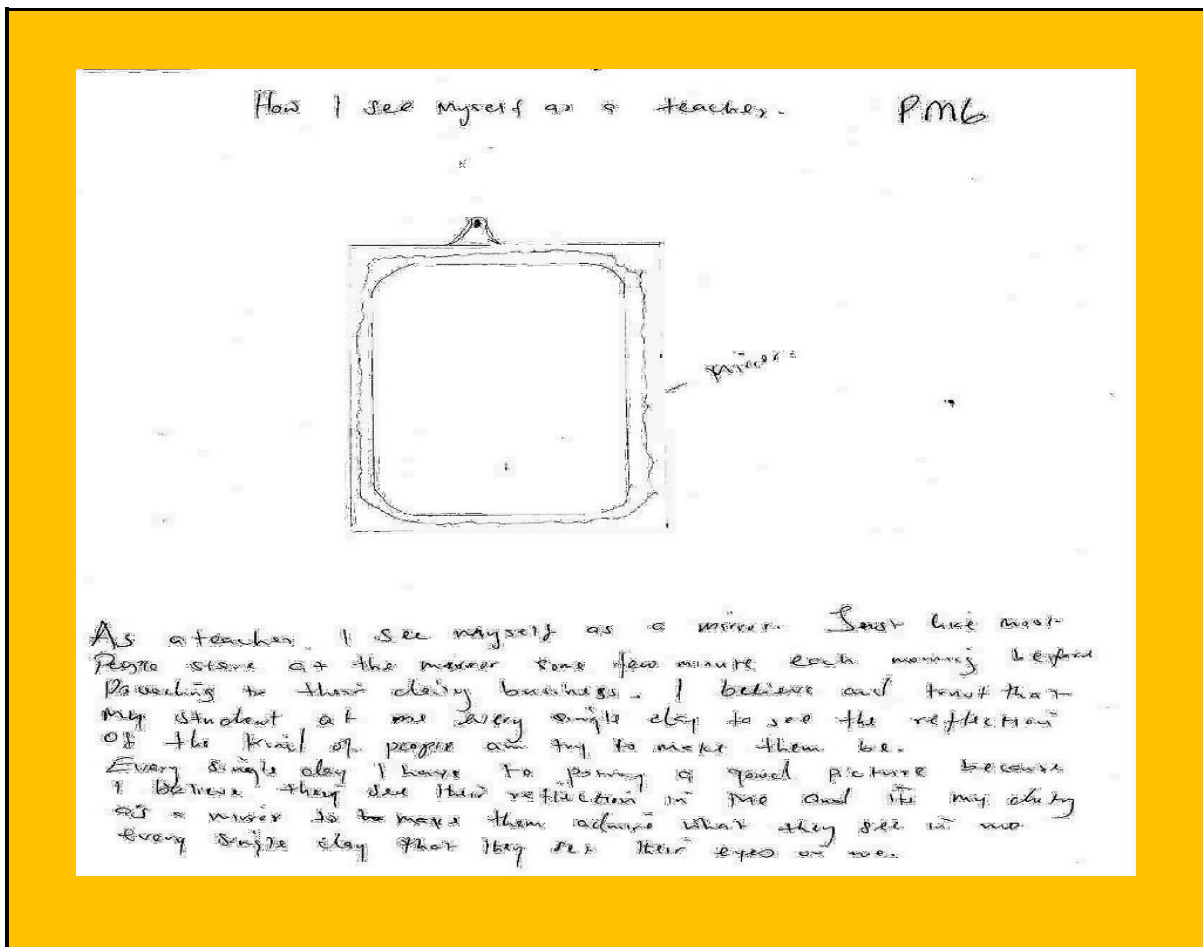 How I see myself as a teacher. PM6
mirror
As a teacher, I see myself as a mirror. Just like most
People stare at the mirror some few minute each morning before
to their daily business. I believe and trust that
my student at me every single day to see the reflection
of the kind of people am try to make them be.
Every single day I have to a good picture because
I believe they see their reflection in me and its my duty
as a mirror to make them admire what they see in me
every single day that they set their eyes on me.